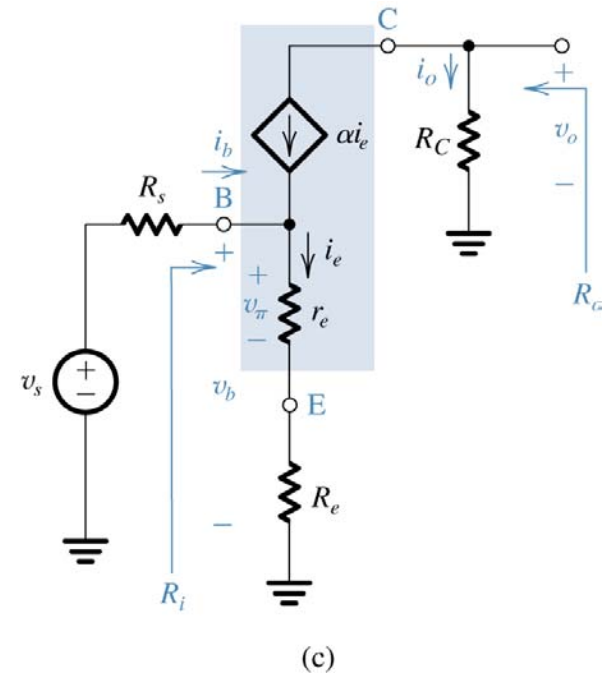 C
i_o
+
αi_e
R_C
v_o
i_b
−
R_s
B
+
i_e
+
v_π
r_e
−
R_o
v_s
+
−
v_b
E
R_e
−
R_i
(c)